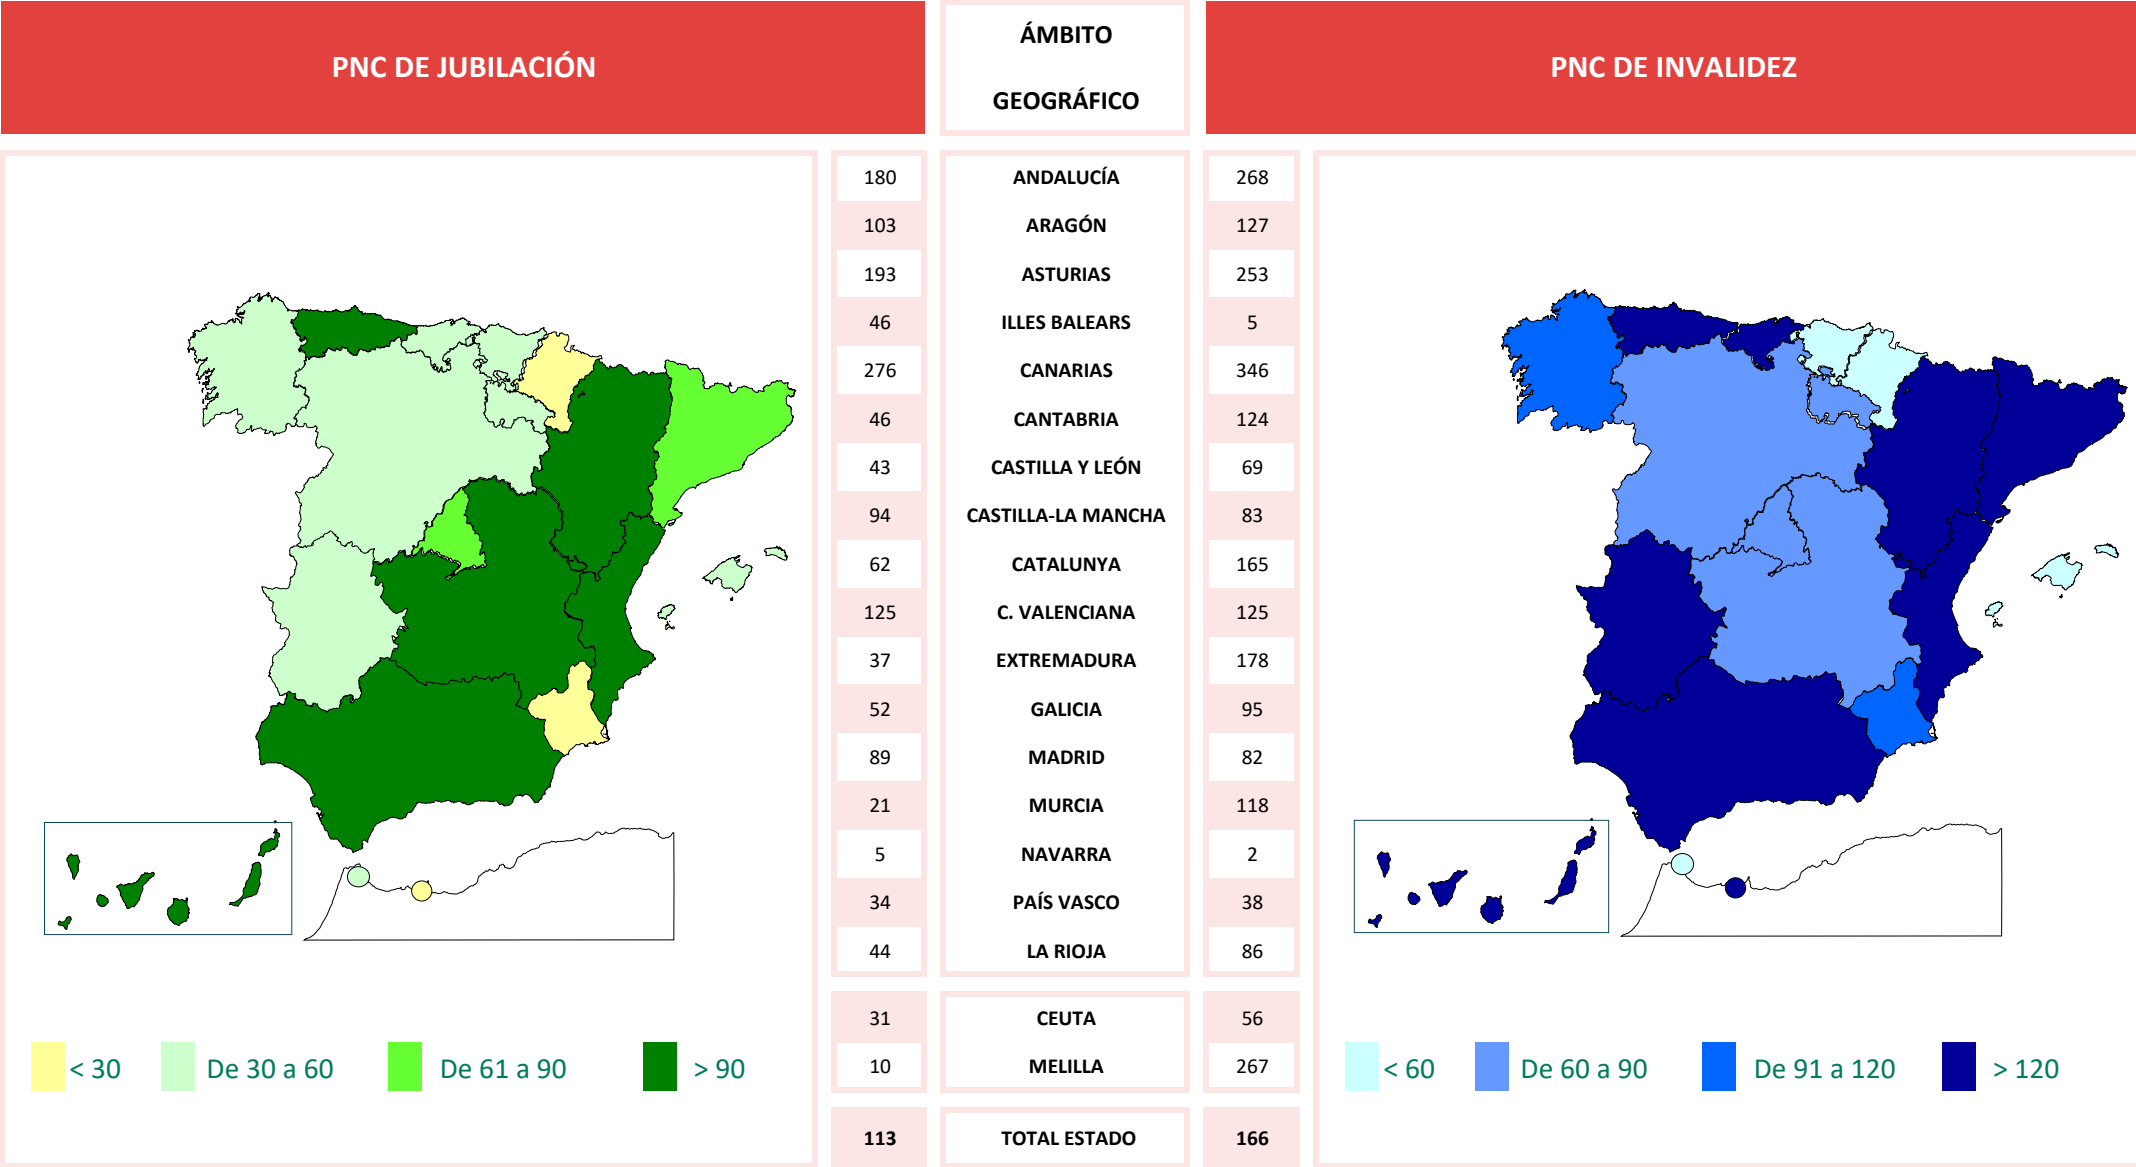 PNC DE JUBILACIÓN
ÁMBITO
GEOGRÁFICO
PNC DE INVALIDEZ
180 ANDALUCÍA 268
103 ARAGÓN 127
193 ASTURIAS 253
46 ILLES BALEARS 5
276 CANARIAS 346
46 CANTABRIA 124
43 CASTILLA Y LEÓN 69
94 CASTILLA-LA MANCHA 83
62 CATALUNYA 165
125 C. VALENCIANA 125
37 EXTREMADURA 178
52 GALICIA 95
89 MADRID 82
21 MURCIA 118
5 NAVARRA 2
34 PAÍS VASCO 38
44 LA RIOJA 86
31 CEUTA 56
10 MELILLA 267
113 TOTAL ESTADO 166
< 30 De 30 a 60 De 61 a 90 > 90
< 60 De 60 a 90 De 91 a 120 > 120